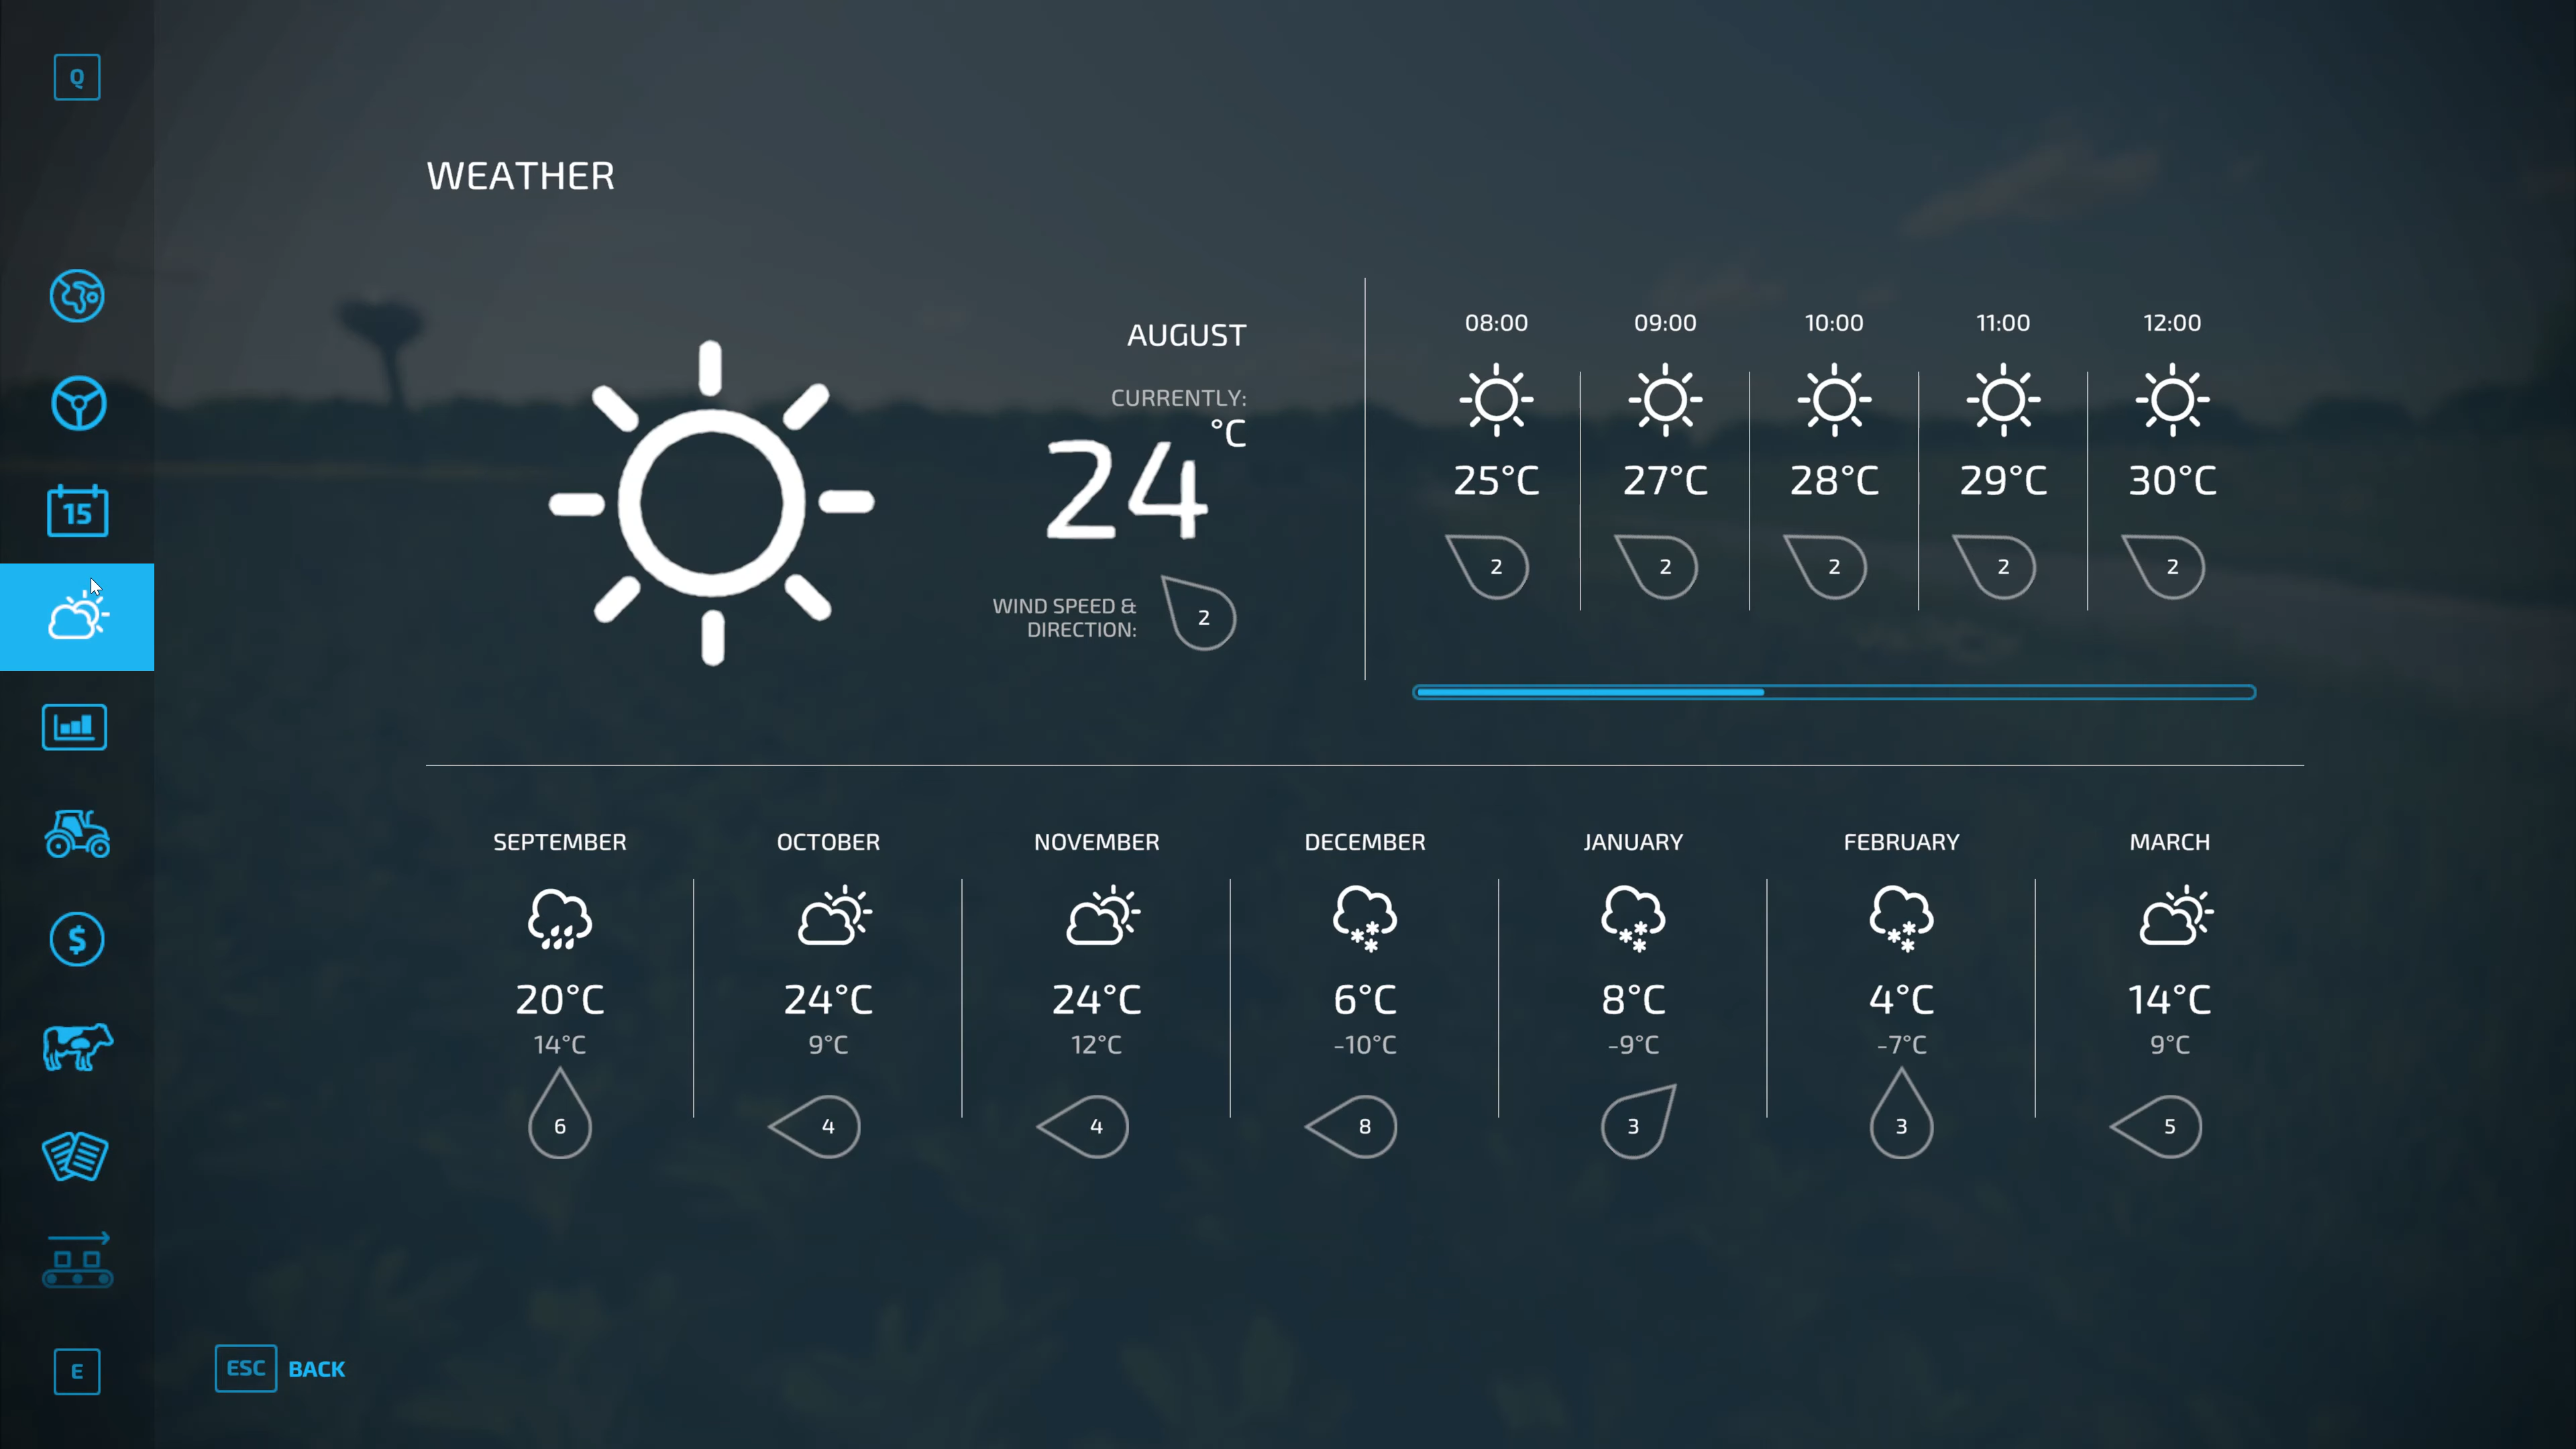 Q
WEATHER
15
AUGUST
CURRENTLY:
24 °C
WIND SPEED &
DIRECTION:
2
08:00 09:00 10:00 11:00 12:00
25°C 27°C 28°C 29°C 30°C
2 2 2 2 2
SEPTEMBER OCTOBER NOVEMBER DECEMBER JANUARY FEBRUARY MARCH
20°C 24°C 24°C 6°C 8°C 4°C 14°C
14°C 9°C 12°C -10°C -9°C -7°C 9°C
6 4 4 8 3 3 5
$
E
ESC BACK